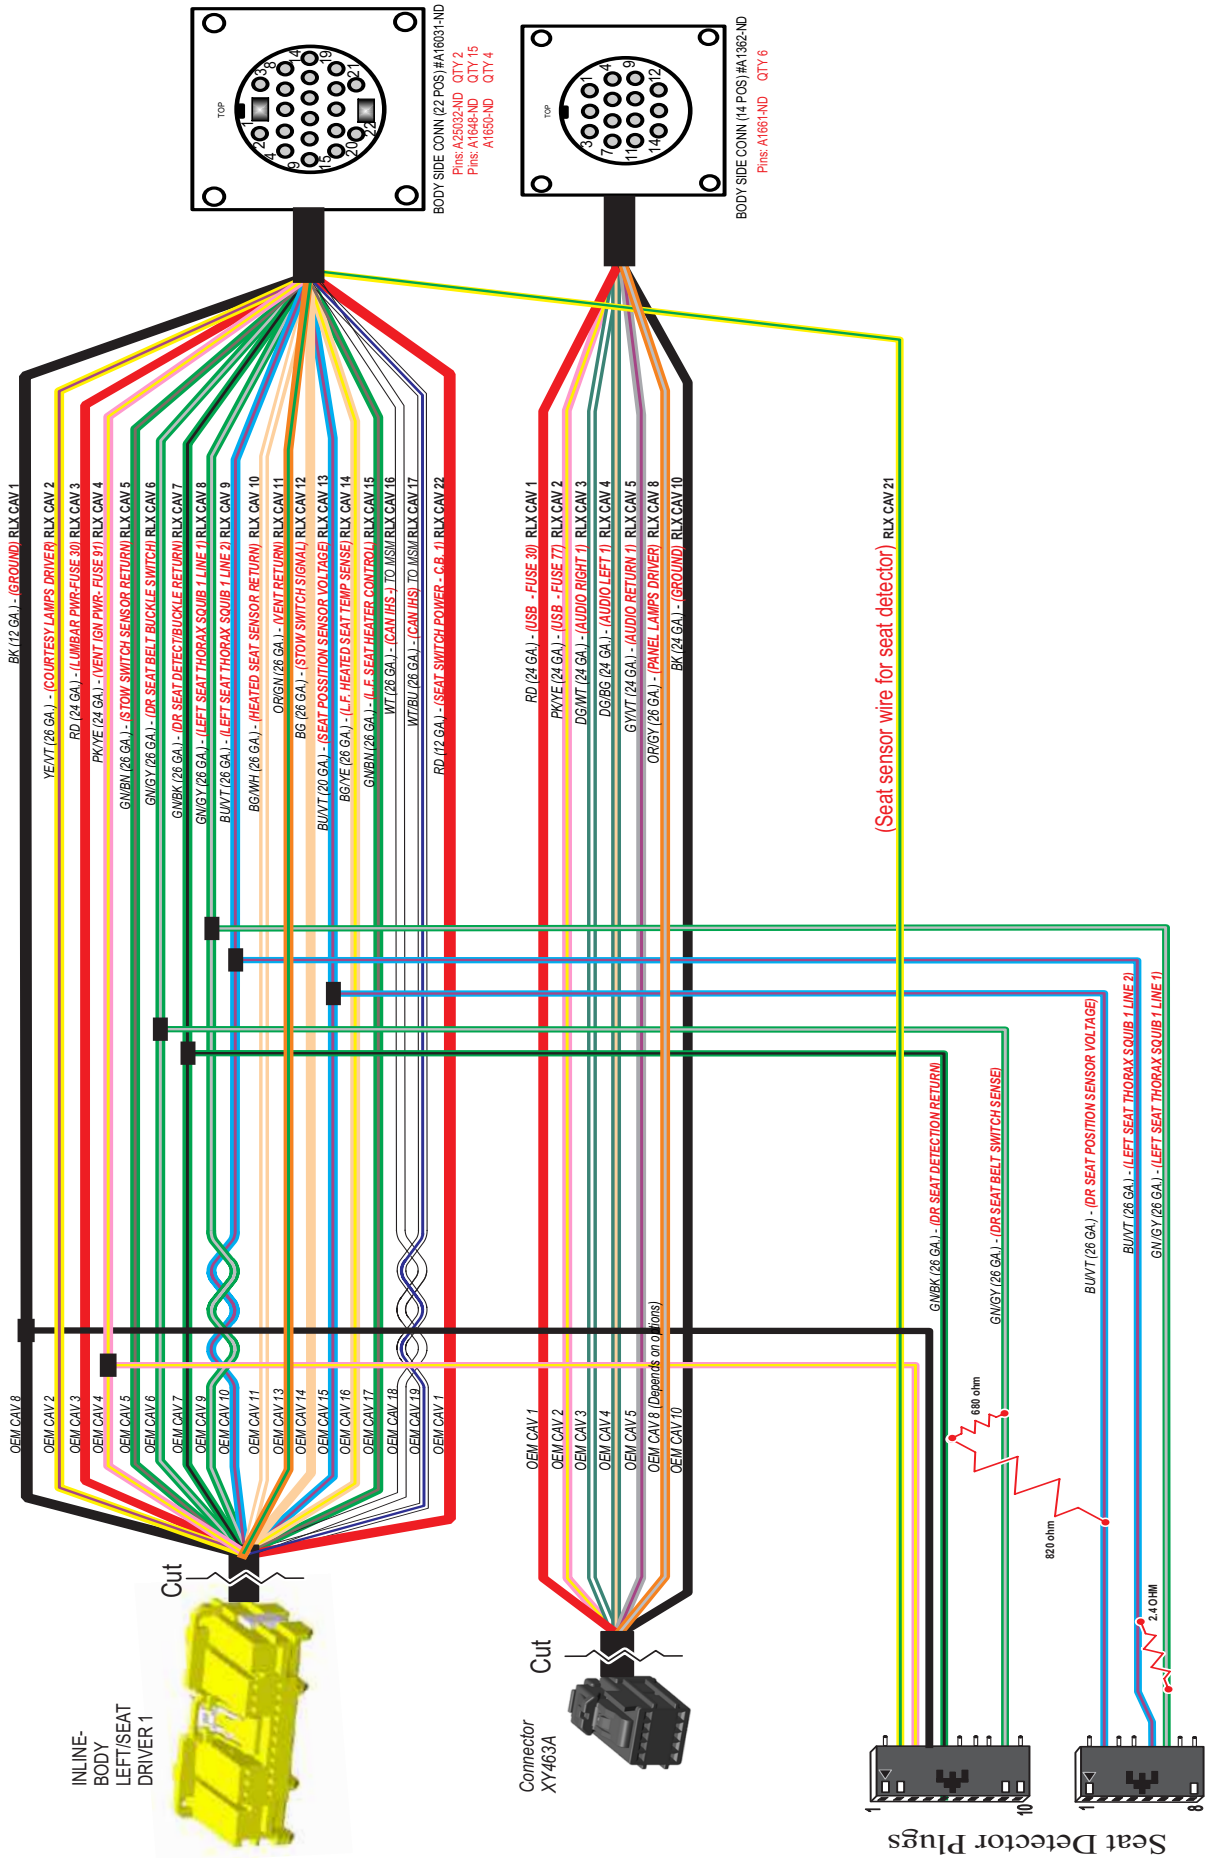 TOP
1
2
3
4
8
9
14
15
19
20
21
22
BODY SIDE CONN (22 POS) #A16031-ND
Pins: A25032-ND QTY 2
Pins: A1648-ND QTY 15
A1650-ND QTY 4
TOP
1
3
4
7
9
11
12
14
BODY SIDE CONN (14 POS) #A1362-ND
Pins: A1661-ND QTY 6
BK (12 GA.) - (GROUND) RLX CAV 1
YE/VT (26 GA.) - (COURTESY LAMPS DRIVER) RLX CAV 2
RD (24 GA.) - (LUMBAR PWR-FUSE 30) RLX CAV 3
PK/YE (24 GA.) - (VENT IGN PWR- FUSE 91) RLX CAV 4
GN/BN (26 GA.) - (STOW SWITCH SENSOR RETURN) RLX CAV 5
GN/GY (26 GA.) - (DR SEAT BELT BUCKLE SWITCH) RLX CAV 6
GN/BK (26 GA.) - (DR SEAT DETECT/BUCKLE RETURN) RLX CAV 7
GN/GY (26 GA.) - (LEFT SEAT THORAX SQUIB 1 LINE 1) RLX CAV 8
BU/VT (26 GA.) - (LEFT SEAT THORAX SQUIB 1 LINE 2) RLX CAV 9
BG/WH (26 GA.) - (HEATED SEAT SENSOR RETURN) RLX CAV 10
OR/GN (26 GA.) - (VENT RETURN) RLX CAV 11
BG (26 GA.) - (STOW SWITCH SIGNAL) RLX CAV 12
BU/VT (20 GA.) - (SEAT POSSITION SENSOR VOLTAGE) RLX CAV 13
BG/YE (26 GA.) - (L.F. HEATED SEAT TEMP SENSE) RLX CAV 14
GN/BN (26 GA.) - (L.F. SEAT HEATER CONTROL) RLX CAV 15
WT (26 GA.) - (CAN IHS -) TO MSM RLX CAV 16
WT/BU (26 GA.) - (CAN IHS) TO MSM RLX CAV 17
RD (12 GA.) - (SEAT SWITCH POWER - C.B. 1) RLX CAV 22
RD (24 GA.) - (USB - FUSE 30) RLX CAV 1
PK/YE (24 GA.) - (USB - FUSE 77) RLX CAV 2
DG/WT (24 GA.) - (AUDIO RIGHT 1) RLX CAV 3
DG/BG (24 GA.) - (AUDIO LEFT 1) RLX CAV 4
GY/VT (24 GA.) - (AUDIO RETURN 1) RLX CAV 5
OR/GY (26 GA.) - (PANEL LAMPS DRIVER) RLX CAV 8
BK (24 GA.) - (GROUND) RLX CAV 10
(Seat sensor wire for seat detector) RLX CAV 21
GN/BK (26 GA.) - (DR SEAT DETECTION RETURN)
GN/GY (26 GA.) - (DR SEAT BELT SWITCH SENSE)
BU/VT (26 GA.) - (DR SEAT POSITION SENSOR VOLTAGE)
BU/VT (26 GA.) - (LEFT SEAT THORAX SQUIB 1 LINE 2)
GN/GY (26 GA.) - (LEFT SEAT THORAX SQUIB 1 LINE 1)
OEM CAV 8
OEM CAV 2
OEM CAV 3
OEM CAV 4
OEM CAV 5
OEM CAV 6
OEM CAV 7
OEM CAV 9
OEM CAV 10
OEM CAV 11
OEM CAV 13
OEM CAV 14
OEM CAV 15
OEM CAV 16
OEM CAV 17
OEM CAV 18
OEM CAV 19
OEM CAV 1
OEM CAV 1
OEM CAV 2
OEM CAV 3
OEM CAV 4
OEM CAV 5
OEM CAV 8 (Depends on options)
OEM CAV 10
680 ohm
820 ohm
2.4 OHM
Cut
Cut
INLINE-
BODY
LEFT/SEAT
DRIVER 1
Connector
XY463A
1
10
1
8
Seat Detector Plugs